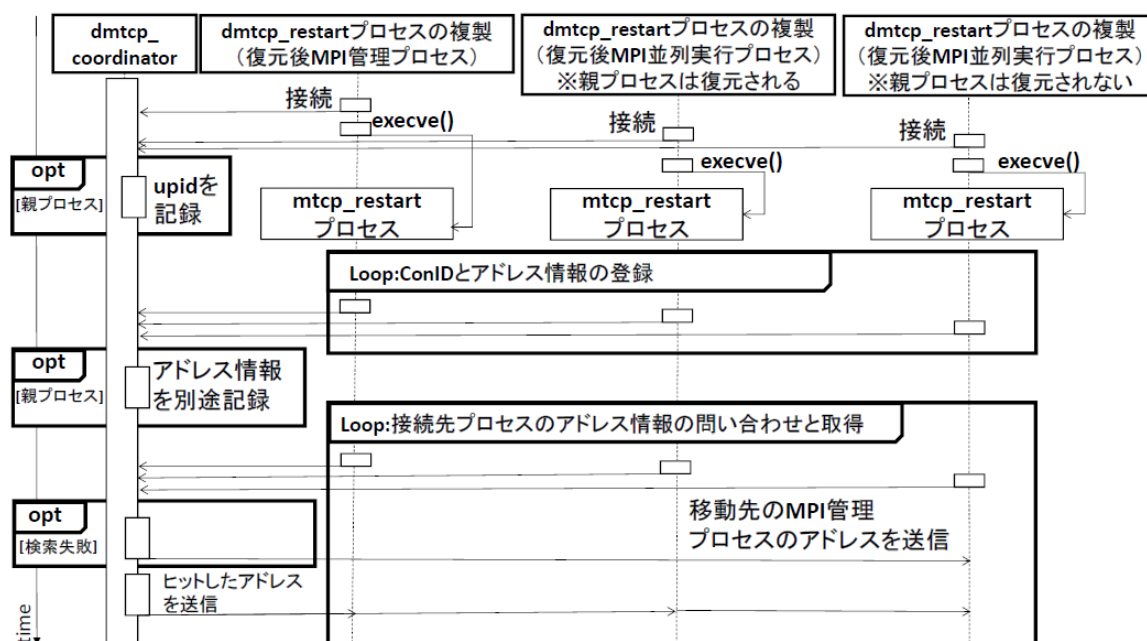 dmtcp_
coordinator
dmtcp_restartプロセスの複製
(復元後MPI管理プロセス)
dmtcp_restartプロセスの複製
(復元後MPI並列実行プロセス)
※親プロセスは復元される
dmtcp_restartプロセスの複製
(復元後MPI並列実行プロセス)
※親プロセスは復元されない
接続
execve()
接続
接続
execve()
execve()
opt
[親プロセス]
upidを
記録
mtcp_restart
プロセス
mtcp_restart
プロセス
mtcp_restart
プロセス
Loop:ConIDとアドレス情報の登録
opt
[親プロセス]
アドレス情報
を別途記録
Loop:接続先プロセスのアドレス情報の問い合わせと取得
opt
[検索失敗]
移動先のMPI管理
プロセスのアドレスを送信
ヒットしたアドレス
を送信
time